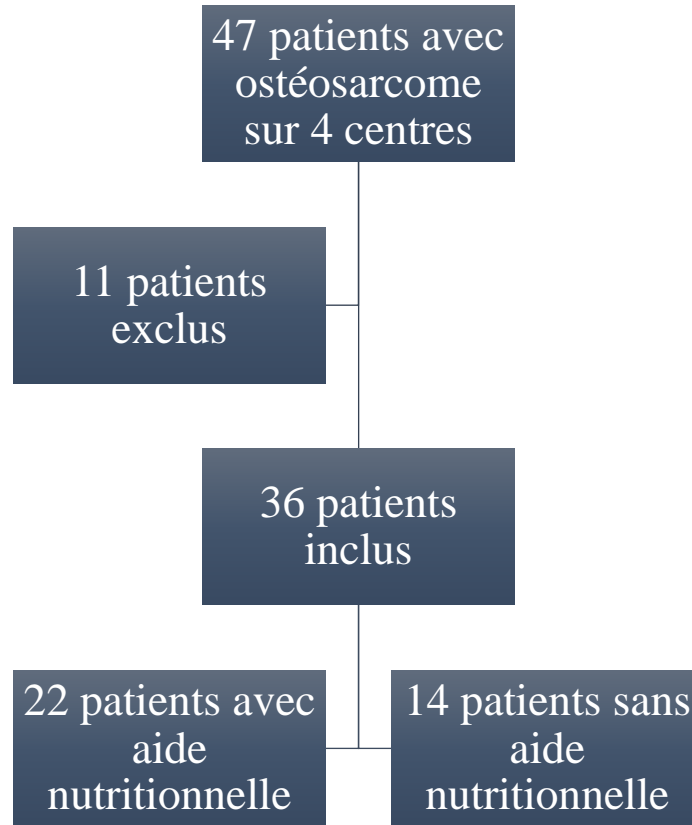 47 patients avec
ostéosarcome
sur 4 centres
11 patients
exclus
36 patients
inclus
22 patients avec
aide
nutritionnelle
14 patients sans
aide
nutritionnelle